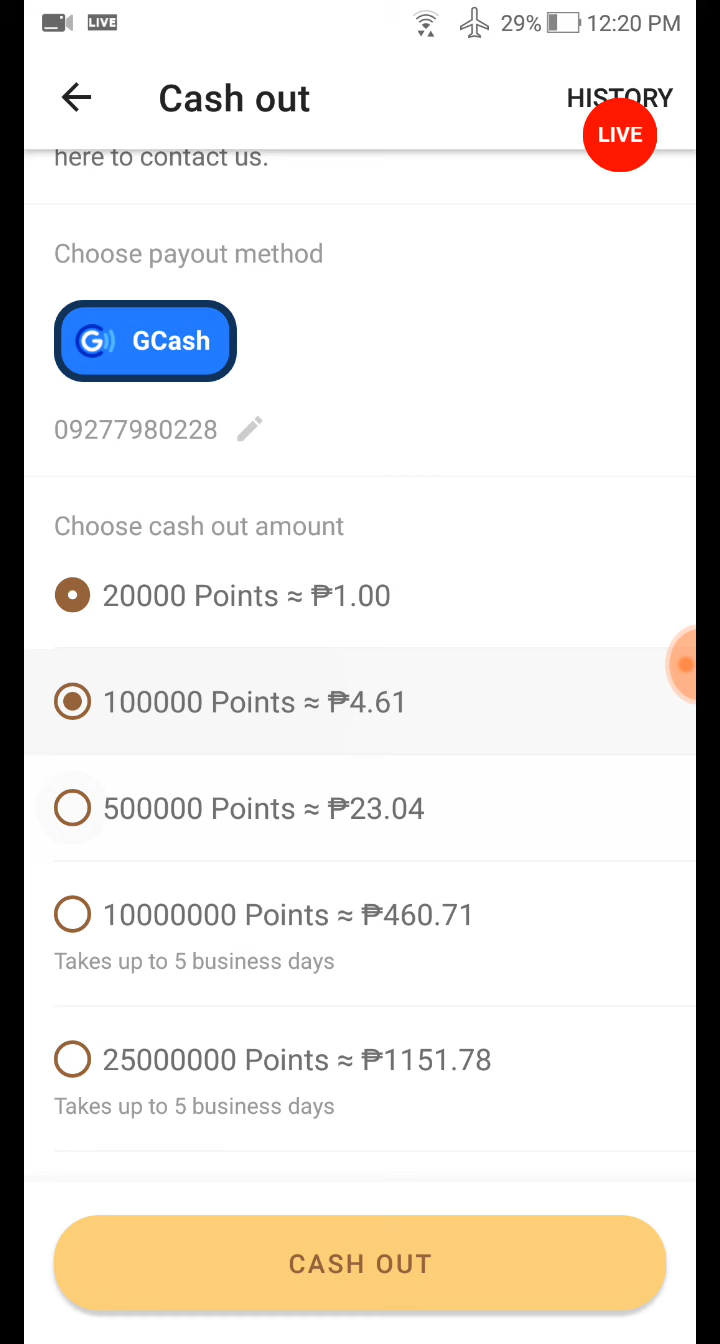 LIVE
29%
12:20 PM
Cash out
HISTORY
LIVE
here to contact us.
Choose payout method
G GCash
09277980228
Choose cash out amount
20000 Points ≈ ₱1.00
100000 Points ≈ ₱4.61
500000 Points ≈ ₱23.04
10000000 Points ≈ ₱460.71
Takes up to 5 business days
25000000 Points ≈ ₱1151.78
Takes up to 5 business days
CASH OUT